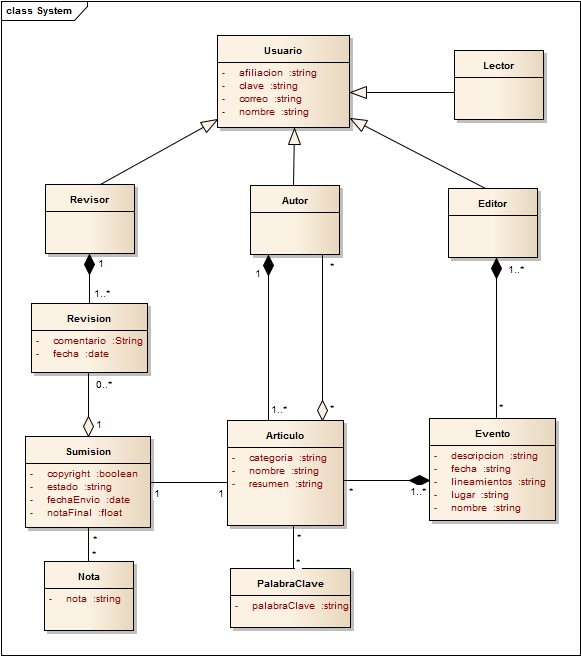 class System
Usuario
- afiliacion :string
- clave :string
- correo :string
- nombre :string
Lector
Revisor
Autor
Editor
1
1..*
Revision
- comentario :String
- fecha :date
0..*
1
1
*
1..*
*
1..*
*
Sumision
- copyright :boolean
- estado :string
- fechaEnvio :date
- notaFinal :float
1
1
Articulo
- categoria :string
- nombre :string
- resumen :string
*
1..*
Evento
- descripcion :string
- fecha :string
- lineamientos :string
- lugar :string
- nombre :string
*
*
Nota
- nota :string
*
*
PalabraClave
- palabraClave :string